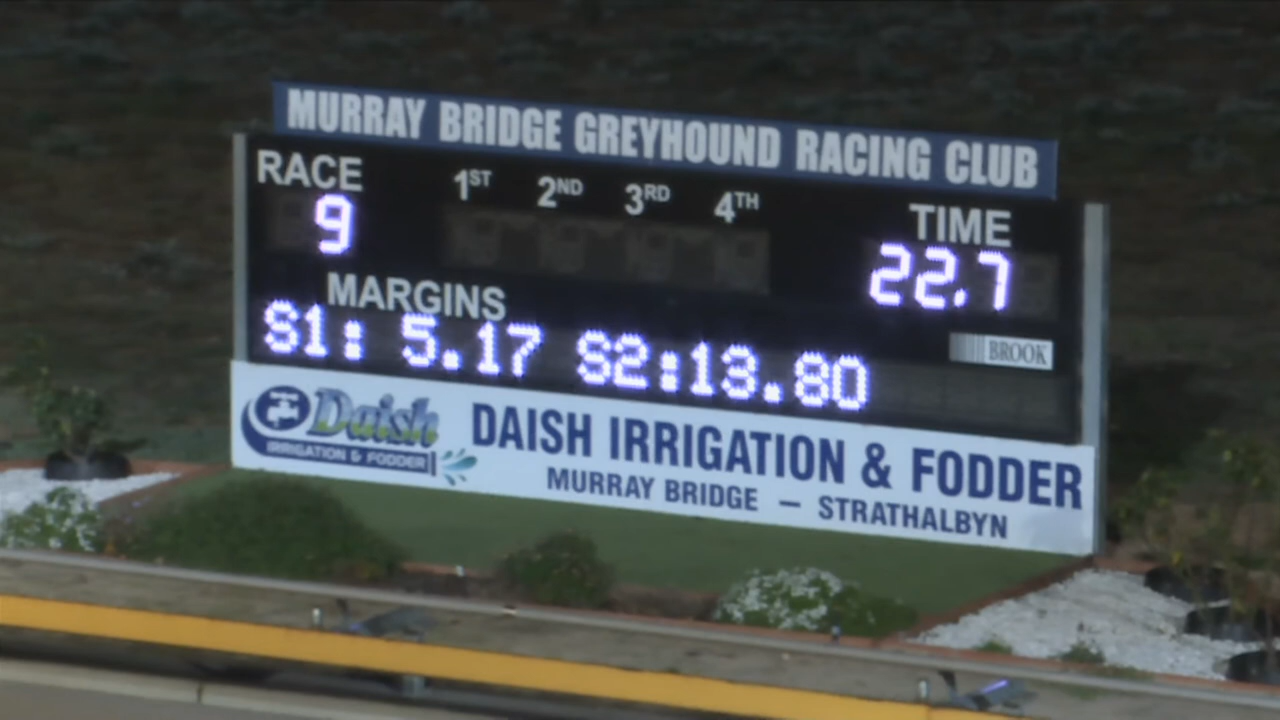 MURRAY BRIDGE GREYHOUND RACING CLUB
RACE 1ST 2ND 3RD 4TH TIME
9 22.7
MARGINS
S1: 5.17 S2:13.80
BROOK
Daish
IRRIGATION & FODDER
DAISH IRRIGATION & FODDER
MURRAY BRIDGE – STRATHALBYN